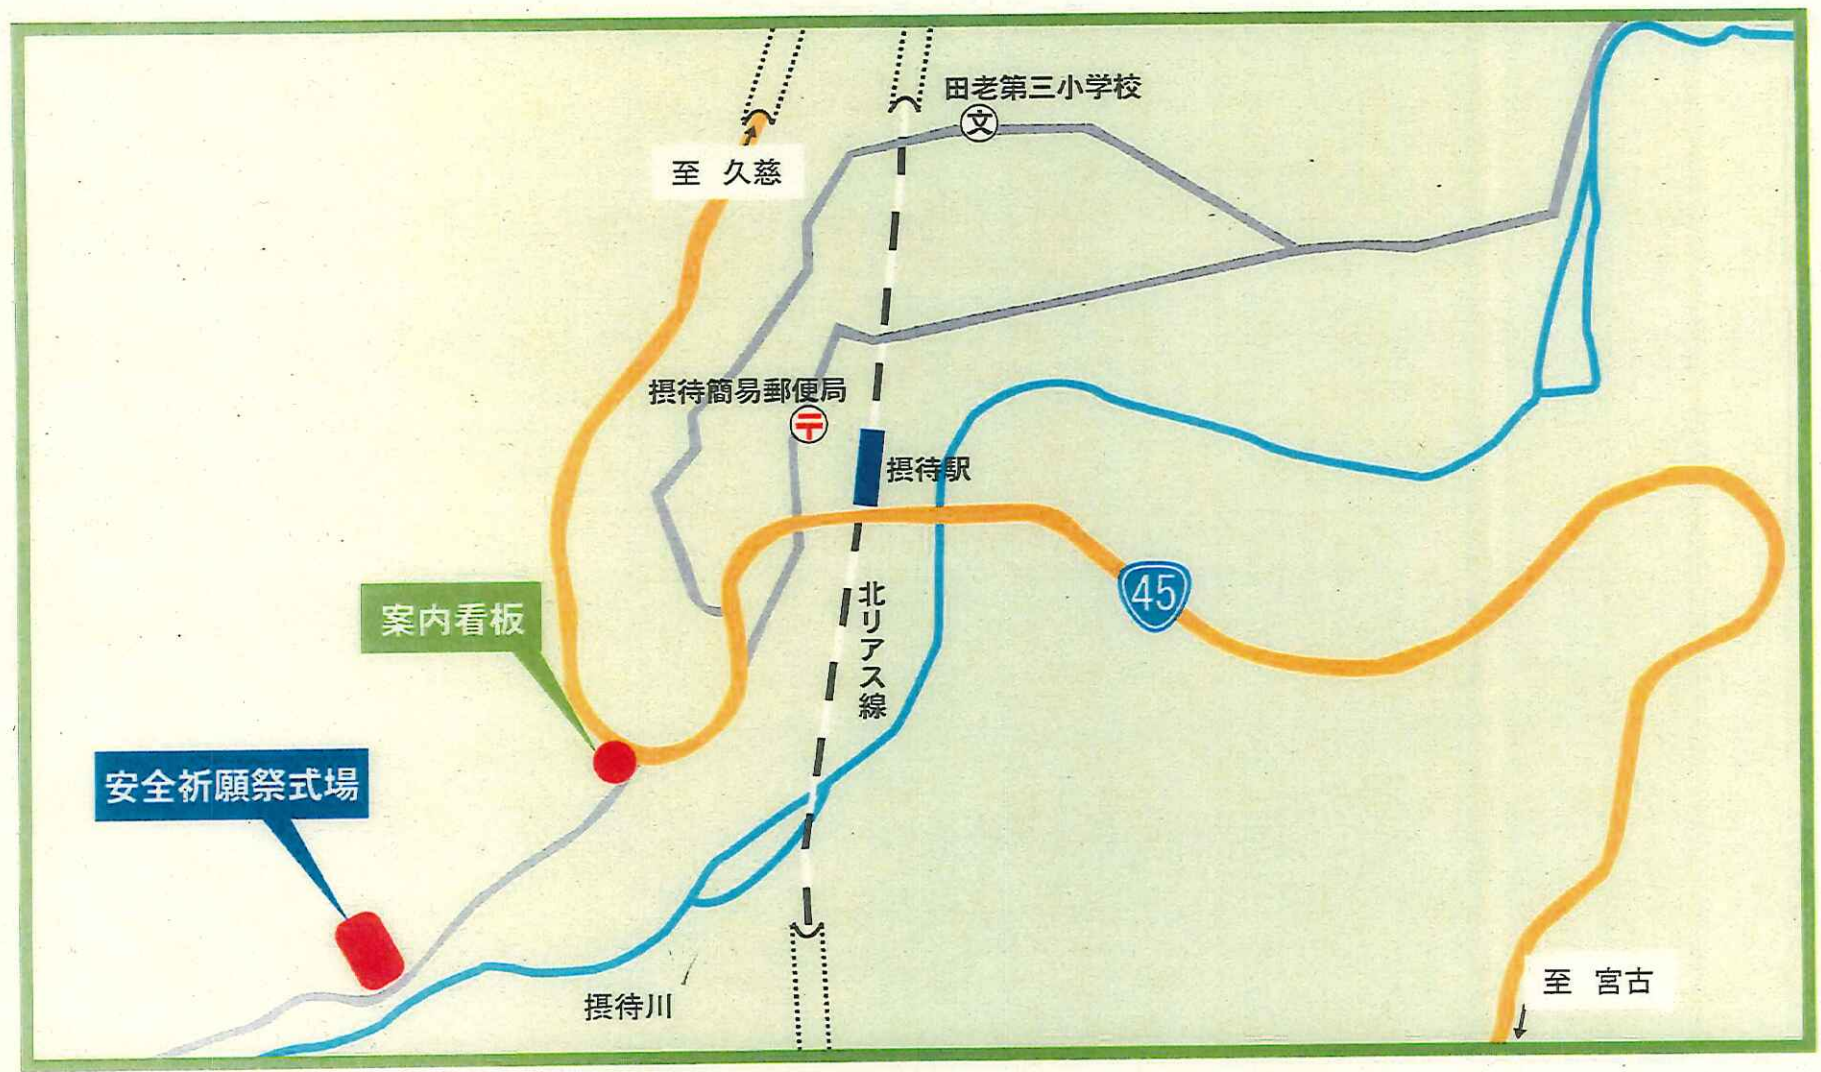 田老第三小学校
文
至 久慈
摂待簡易郵便局
〒
摂待駅
北リアス線
45
案内看板
安全祈願祭式場
摂待川
至 宮古